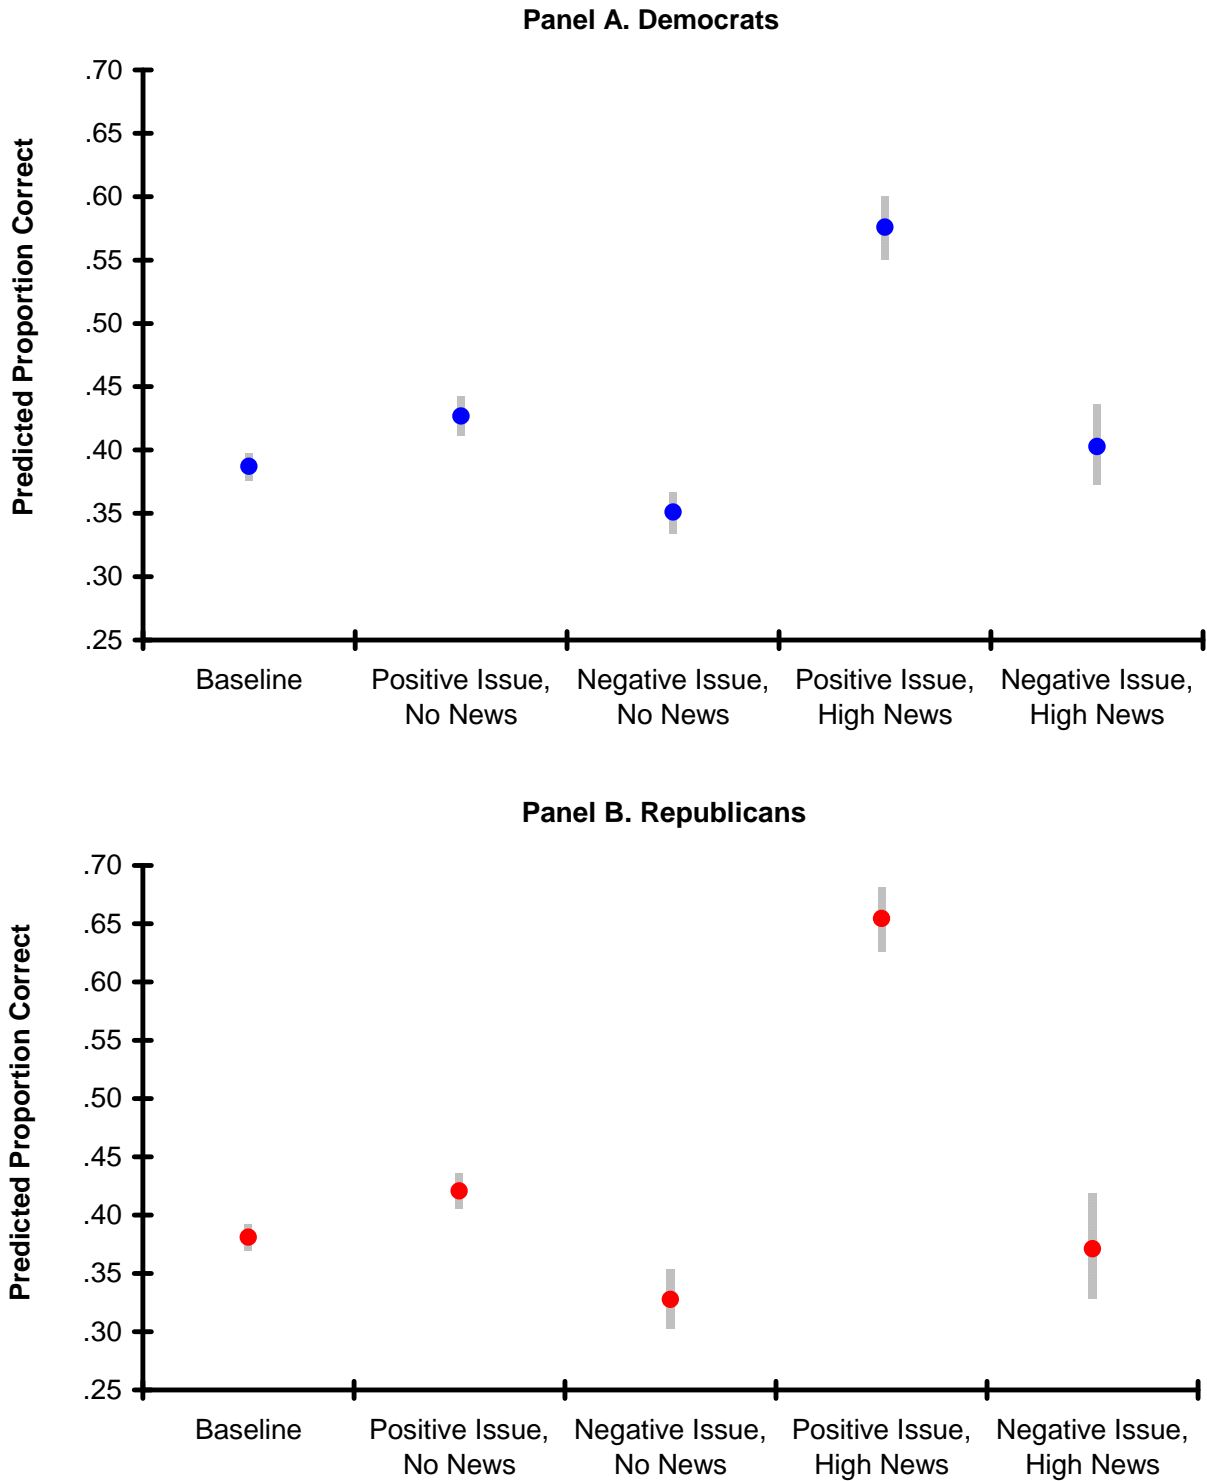 Panel A. Democrats
Predicted Proportion Correct
.70
.65
.60
.55
.50
.45
.40
.35
.30
.25
Baseline
Positive Issue,
No News
Negative Issue,
No News
Positive Issue,
High News
Negative Issue,
High News
Panel B. Republicans
Predicted Proportion Correct
.70
.65
.60
.55
.50
.45
.40
.35
.30
.25
Baseline
Positive Issue,
No News
Negative Issue,
No News
Positive Issue,
High News
Negative Issue,
High News